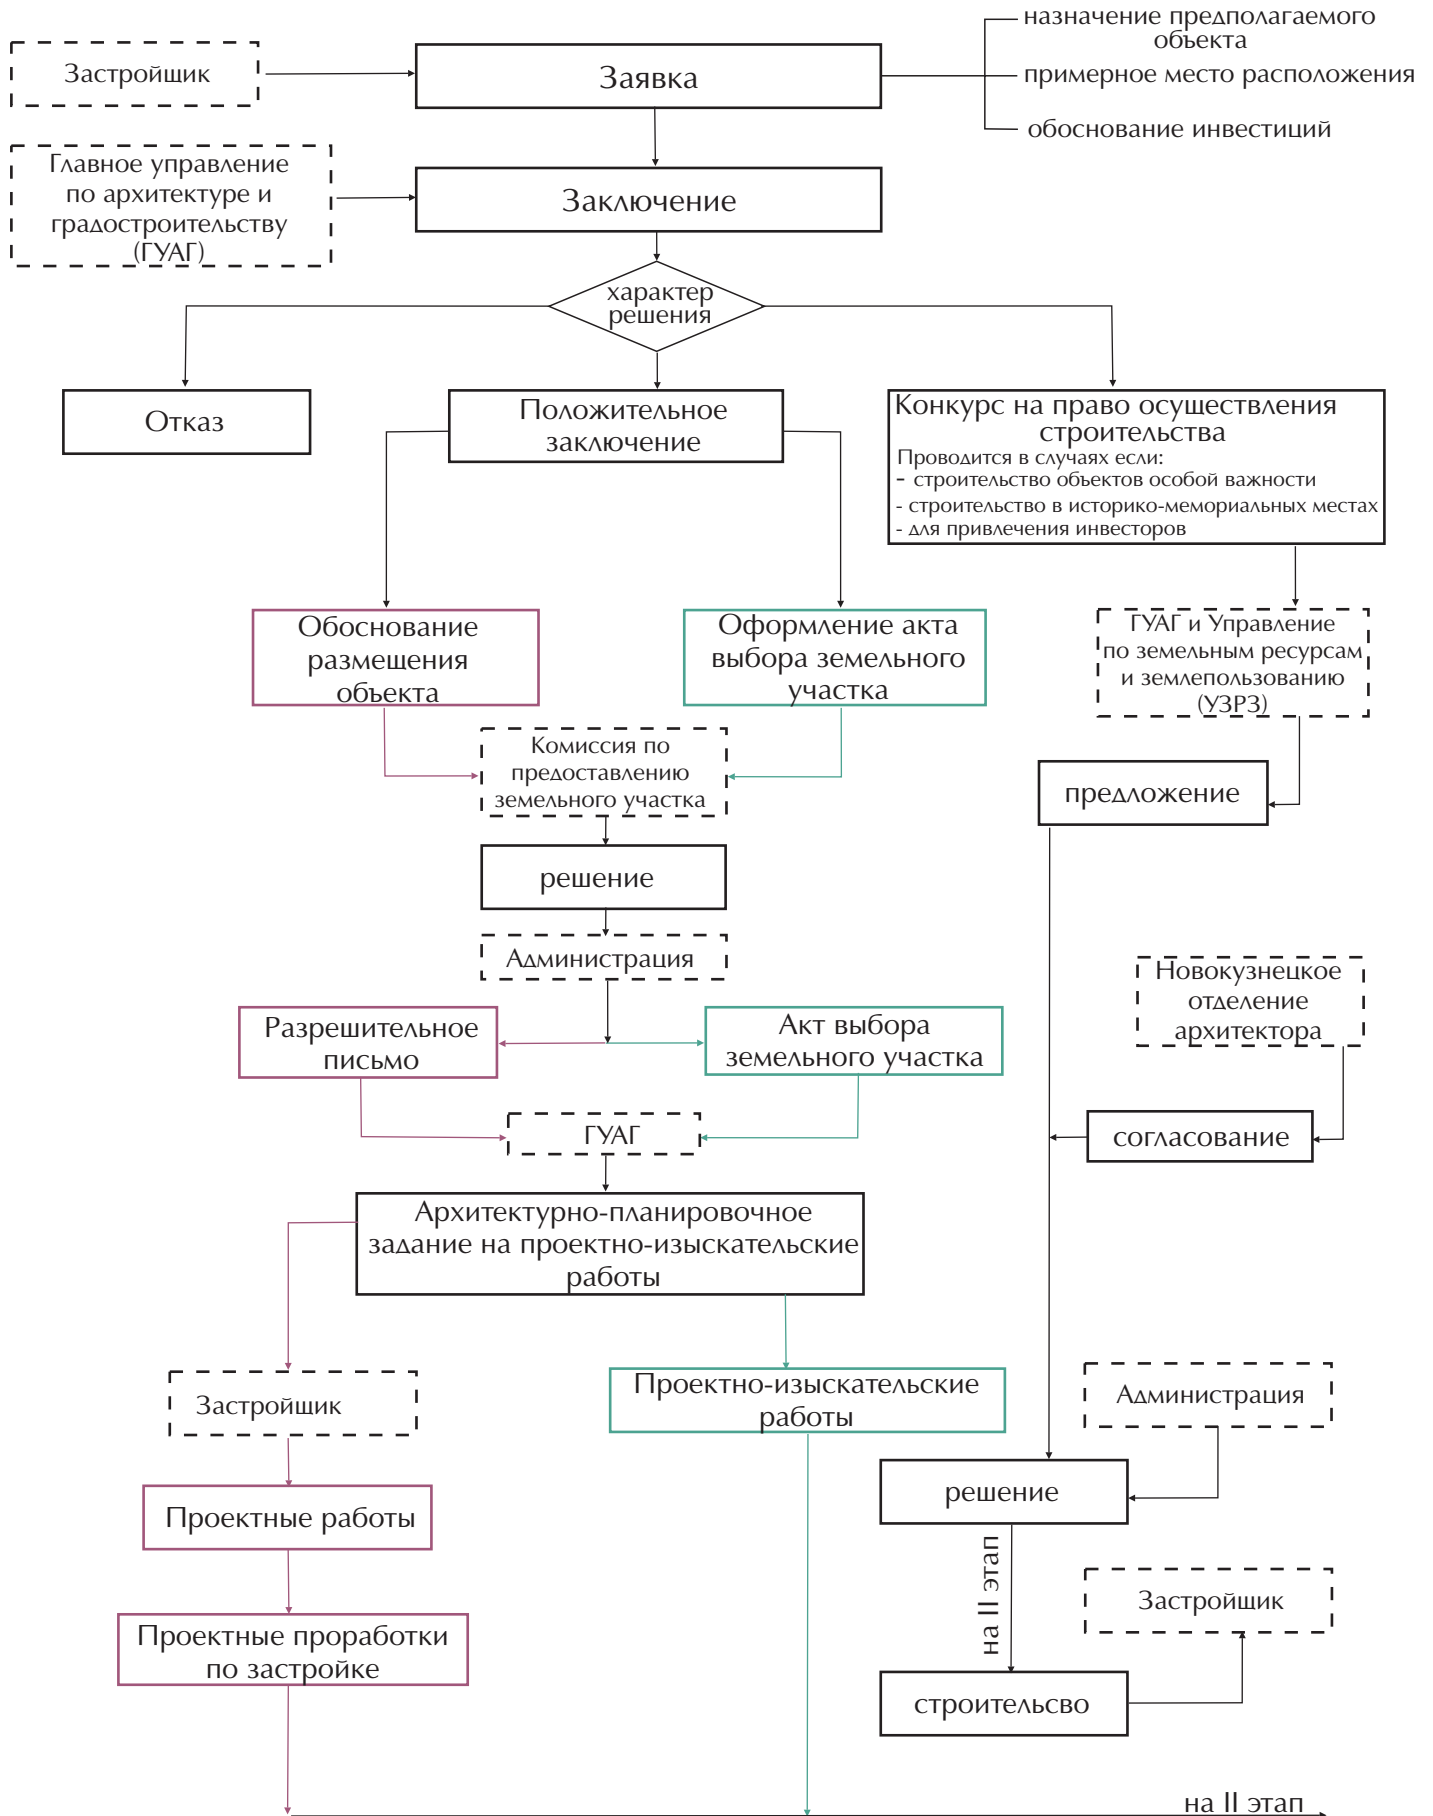 назначение предполагаемого
объекта
Застройщик
Заявка
примерное место расположения
обоснование инвестиций
Главное управление
по архитектуре и
градостроительству
(ГУАГ)
Заключение
характер
решения
Отказ
Положительное
заключение
Конкурс на право осуществления
строительства
Проводится в случаях если:
- строительство объектов особой важности
- строительство в историко-мемориальных местах
- для привлечения инвесторов
Обоснование
размещения
объекта
Оформление акта
выбора земельного
участка
ГУАГ и Управление
по земельным ресурсам
и землепользованию
(УЗРЗ)
Комиссия по
предоставлению
земельного участка
предложение
решение
Администрация
Новокузнецкое
отделение
архитектора
Разрешительное
письмо
Акт выбора
земельного участка
ГУАГ
согласование
Архитектурно-планировочное
задание на проектно-изыскательские
работы
Застройщик
Проектно-изыскательские
работы
Администрация
решение
Проектные работы
на II этап
Застройщик
Проектные проработки
по застройке
строительсво
на II этап